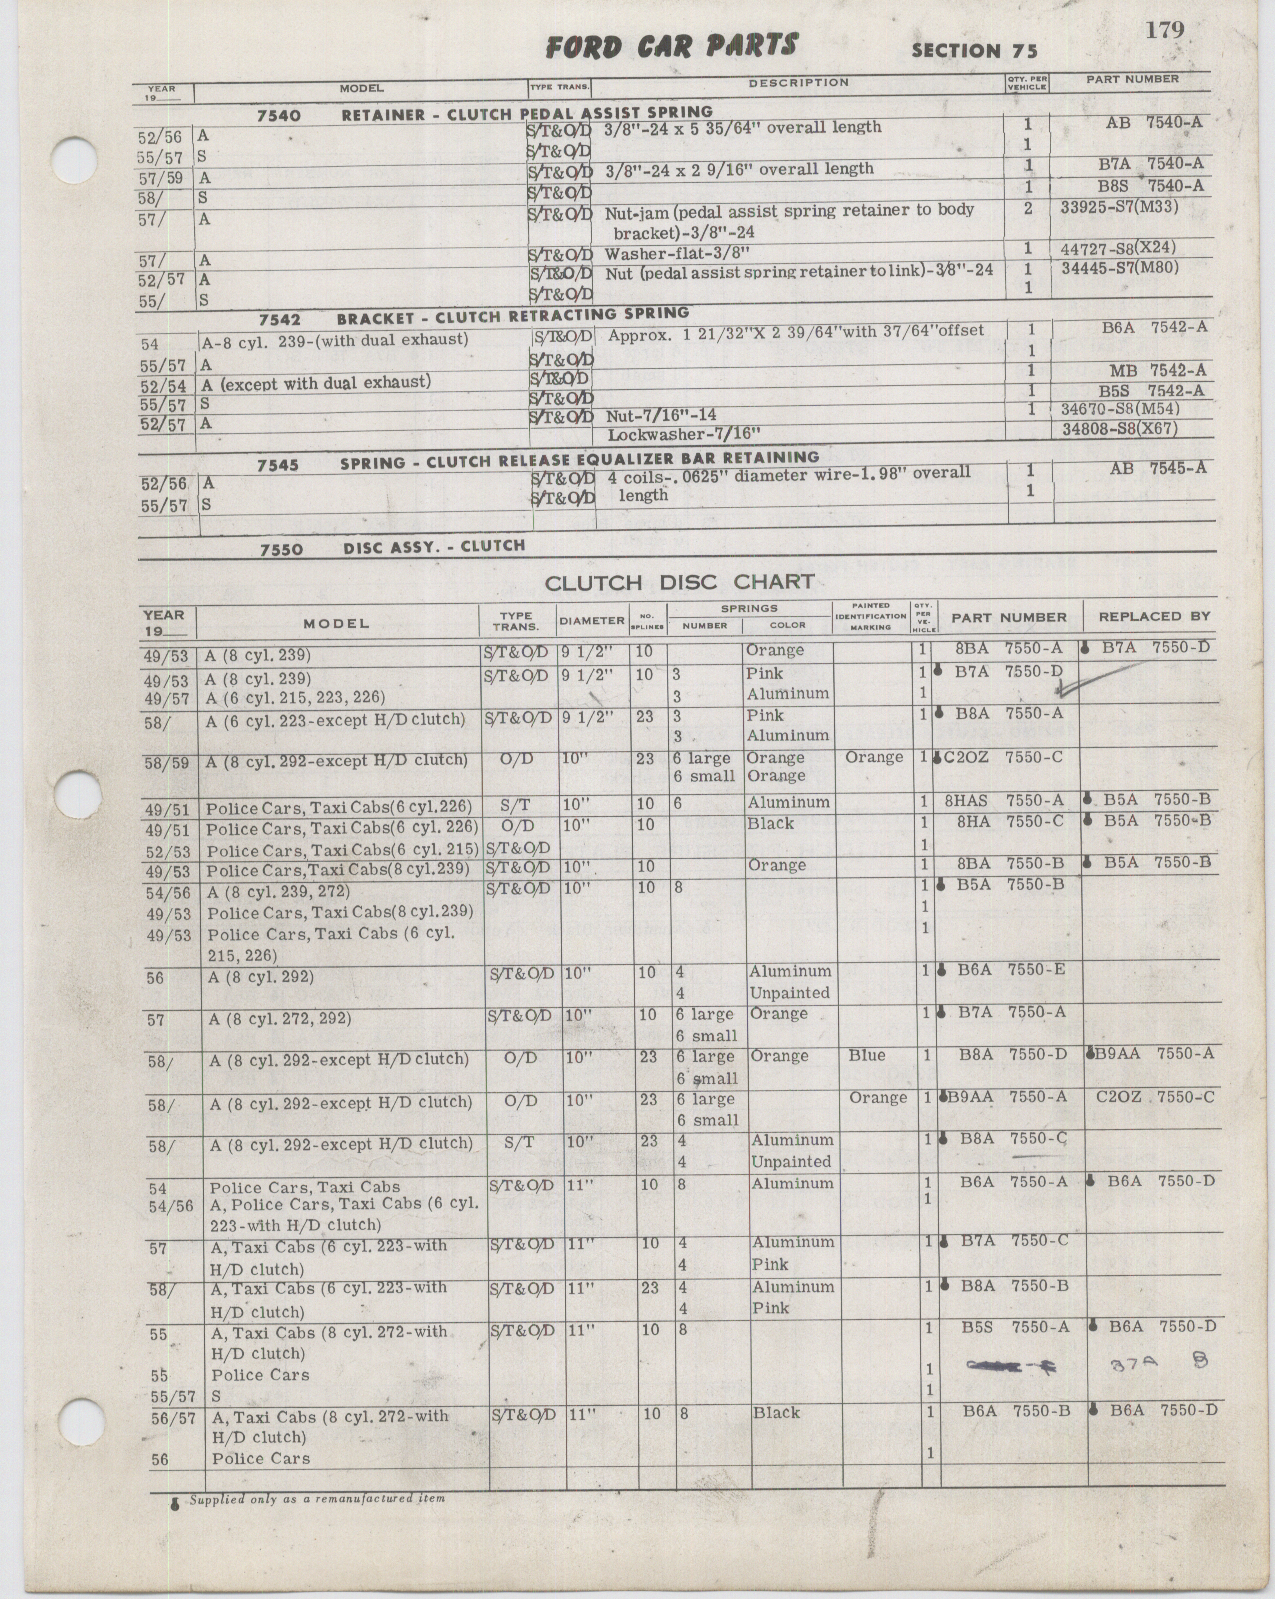 179
FORD CAR PARTS SECTION 75
YEAR 19__ MODEL TYPE TRANS. DESCRIPTION QTY. PER VEHICLE PART NUMBER
7540 RETAINER - CLUTCH PEDAL ASSIST SPRING
52/56 A S/T&O/D 3/8"-24 x 5 35/64" overall length 1 AB 7540-A
55/57 S S/T&O/D 1
57/59 A S/T&O/D 3/8"-24 x 2 9/16" overall length 1 B7A 7540-A
58/ S S/T&O/D 1 B8S 7540-A
57/ A S/T&O/D Nut-jam (pedal assist spring retainer to body 2 33925-S7(M33)
bracket)-3/8"-24
57/ A S/T&O/D Washer-flat-3/8" 1 44727-S8(X24)
52/57 A S/T&O/D Nut (pedal assist spring retainer to link)-3/8"-24 1 34445-S7(M80)
55/ S S/T&O/D 1
7542 BRACKET - CLUTCH RETRACTING SPRING
54 A-8 cyl. 239-(with dual exhaust) S/T&O/D Approx. 1 21/32"X 2 39/64"with 37/64"offset 1 B6A 7542-A
55/57 A S/T&O/D 1
52/54 A (except with dual exhaust) S/T&O/D 1 MB 7542-A
55/57 S S/T&O/D 1 B5S 7542-A
52/57 A S/T&O/D Nut-7/16"-14 1 34670-S8(M54)
Lockwasher-7/16" 34808-S8(X67)
7545 SPRING - CLUTCH RELEASE EQUALIZER BAR RETAINING
52/56 A S/T&O/D 4 coils-.0625" diameter wire-1.98" overall 1 AB 7545-A
55/57 S S/T&O/D length 1
7550 DISC ASSY. - CLUTCH
CLUTCH DISC CHART
YEAR 19__ MODEL TYPE TRANS. DIAMETER NO. SPLINES SPRINGS NUMBER COLOR PAINTED IDENTIFICATION MARKING QTY. PER VE- HICLE PART NUMBER REPLACED BY
49/53 A (8 cyl. 239) S/T&O/D 9 1/2" 10 Orange 1 8BA 7550-A B7A 7550-D
49/53 A (8 cyl. 239) S/T&O/D 9 1/2" 10 3 Pink 1 B7A 7550-D
49/57 A (6 cyl. 215, 223, 226) 3 Aluminum 1
58/ A (6 cyl. 223-except H/D clutch) S/T&O/D 9 1/2" 23 3 Pink 1 B8A 7550-A
3 Aluminum
58/59 A (8 cyl. 292-except H/D clutch) O/D 10" 23 6 large Orange Orange 1 C2OZ 7550-C
6 small Orange
49/51 Police Cars, Taxi Cabs(6 cyl.226) S/T 10" 10 6 Aluminum 1 8HAS 7550-A B5A 7550-B
49/51 Police Cars, Taxi Cabs(6 cyl. 226) O/D 10" 10 Black 1 8HA 7550-C B5A 7550-B
52/53 Police Cars, Taxi Cabs(6 cyl. 215) S/T&O/D 1
49/53 Police Cars,Taxi Cabs(8 cyl.239) S/T&O/D 10" 10 Orange 1 8BA 7550-B B5A 7550-B
54/56 A (8 cyl. 239, 272) S/T&O/D 10" 10 8 1 B5A 7550-B
49/53 Police Cars, Taxi Cabs(8 cyl.239) 1
49/53 Police Cars, Taxi Cabs (6 cyl. 1
215, 226)
56 A (8 cyl. 292) S/T&O/D 10" 10 4 Aluminum 1 B6A 7550-E
4 Unpainted
57 A (8 cyl. 272, 292) S/T&O/D 10" 10 6 large Orange 1 B7A 7550-A
6 small
58/ A (8 cyl. 292-except H/D clutch) O/D 10" 23 6 large Orange Blue 1 B8A 7550-D B9AA 7550-A
6 small
58/ A (8 cyl. 292-except H/D clutch) O/D 10" 23 6 large Orange 1 B9AA 7550-A C2OZ 7550-C
6 small
58/ A (8 cyl. 292-except H/D clutch) S/T 10" 23 4 Aluminum 1 B8A 7550-C
4 Unpainted
54 Police Cars, Taxi Cabs S/T&O/D 11" 10 8 Aluminum 1 B6A 7550-A B6A 7550-D
54/56 A, Police Cars, Taxi Cabs (6 cyl. 1
223-with H/D clutch)
57 A, Taxi Cabs (6 cyl. 223-with S/T&O/D 11" 10 4 Aluminum 1 B7A 7550-C
H/D clutch) 4 Pink
58/ A, Taxi Cabs (6 cyl. 223-with S/T&O/D 11" 23 4 Aluminum 1 B8A 7550-B
H/D clutch) 4 Pink
55 A, Taxi Cabs (8 cyl. 272-with S/T&O/D 11" 10 8 1 B5S 7550-A B6A 7550-D
H/D clutch)
55 Police Cars 1 B7A B
55/57 S 1
56/57 A, Taxi Cabs (8 cyl. 272-with S/T&O/D 11" 10 8 Black 1 B6A 7550-B B6A 7550-D
H/D clutch)
56 Police Cars 1
Supplied only as a remanufactured item